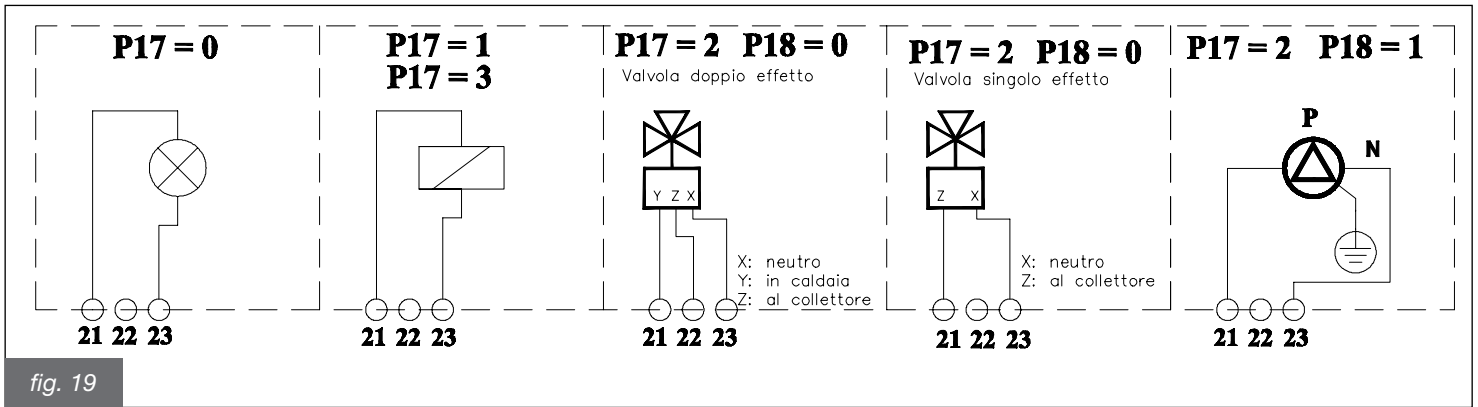 P17 = 0
21 22 23
P17 = 1
P17 = 3
21 22 23
P17 = 2 P18 = 0
Valvola doppio effetto
Y Z X
X: neutro
Y: in caldaia
Z: al collettore
21 22 23
P17 = 2 P18 = 0
Valvola singolo effetto
Z X
X: neutro
Z: al collettore
21 22 23
P17 = 2 P18 = 1
P
N
21 22 23
fig. 19